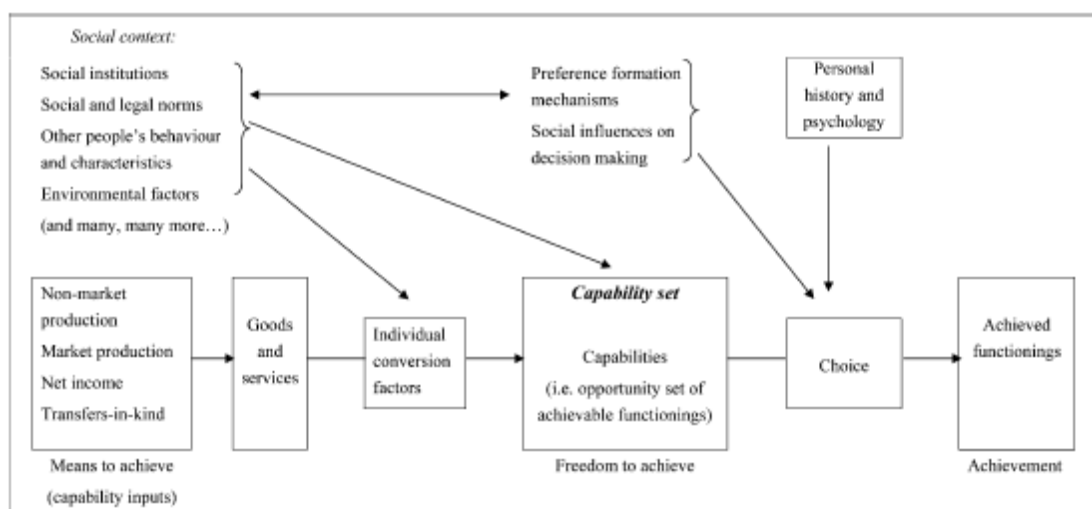 Social context:
Social institutions
Social and legal norms
Other people's behaviour
and characteristics
Environmental factors
(and many, many more…)
Preference formation
mechanisms
Social influences on
decision making
Personal
history and
psychology
Non-market
production
Market production
Net income
Transfers-in-kind
Means to achieve
(capability inputs)
Goods
and
services
Individual
conversion
factors
Capability set
Capabilities
(i.e. opportunity set of
achievable functionings)
Freedom to achieve
Choice
Achieved
functionings
Achievement